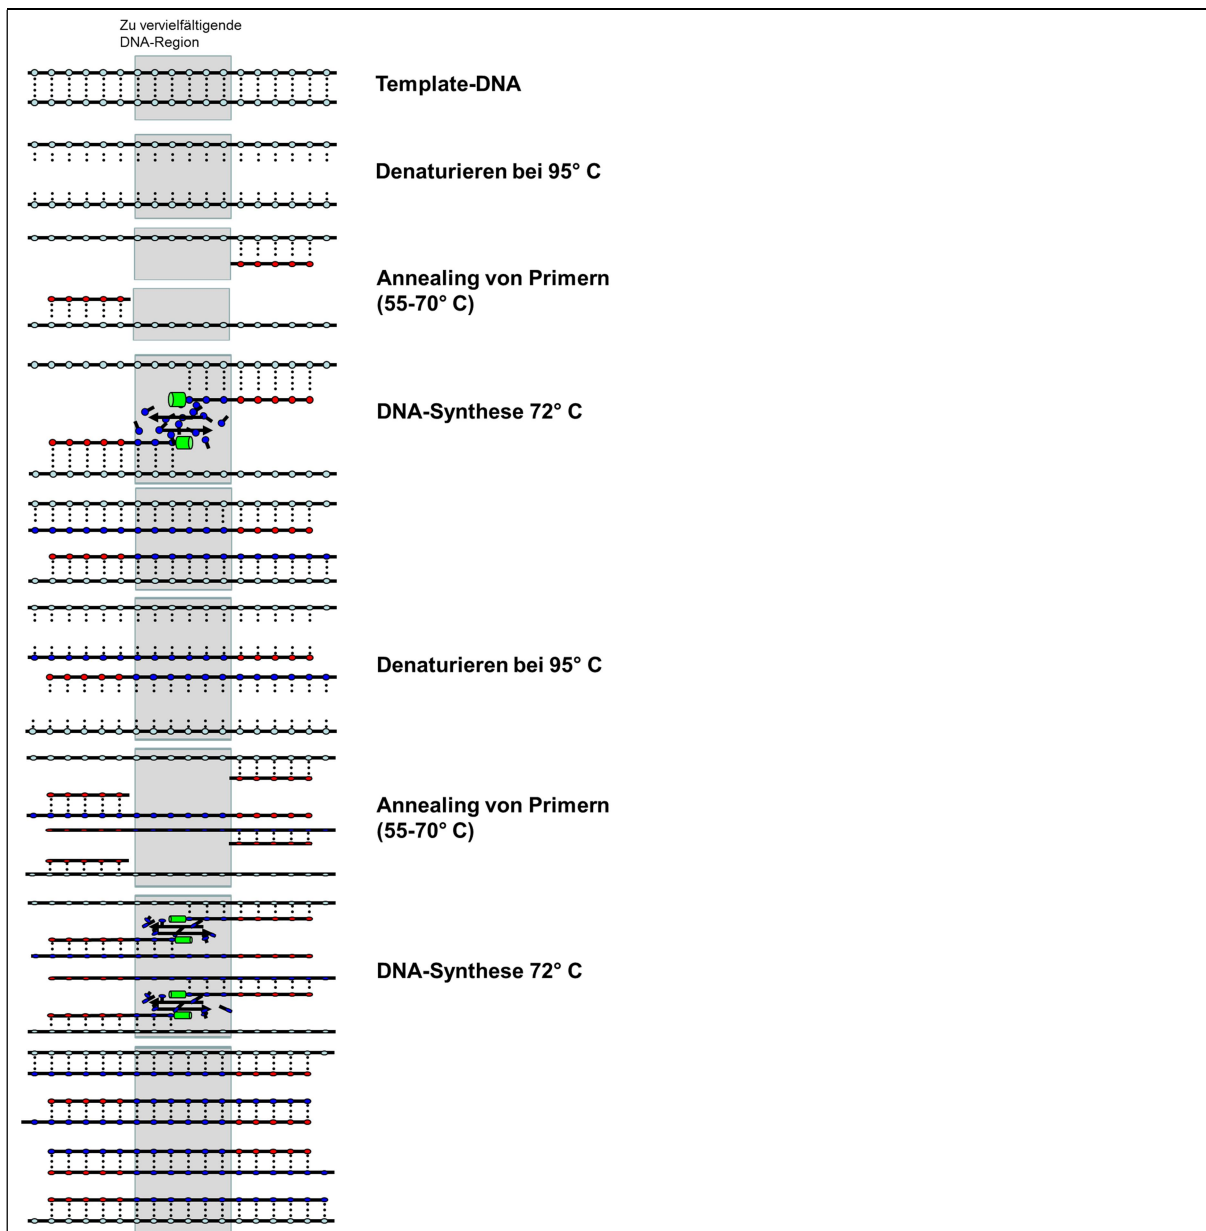 Zu vervielfältigende
DNA-Region
Template-DNA
Denaturieren bei 95° C
Annealing von Primern
(55-70° C)
DNA-Synthese 72° C
Denaturieren bei 95° C
Annealing von Primern
(55-70° C)
DNA-Synthese 72° C